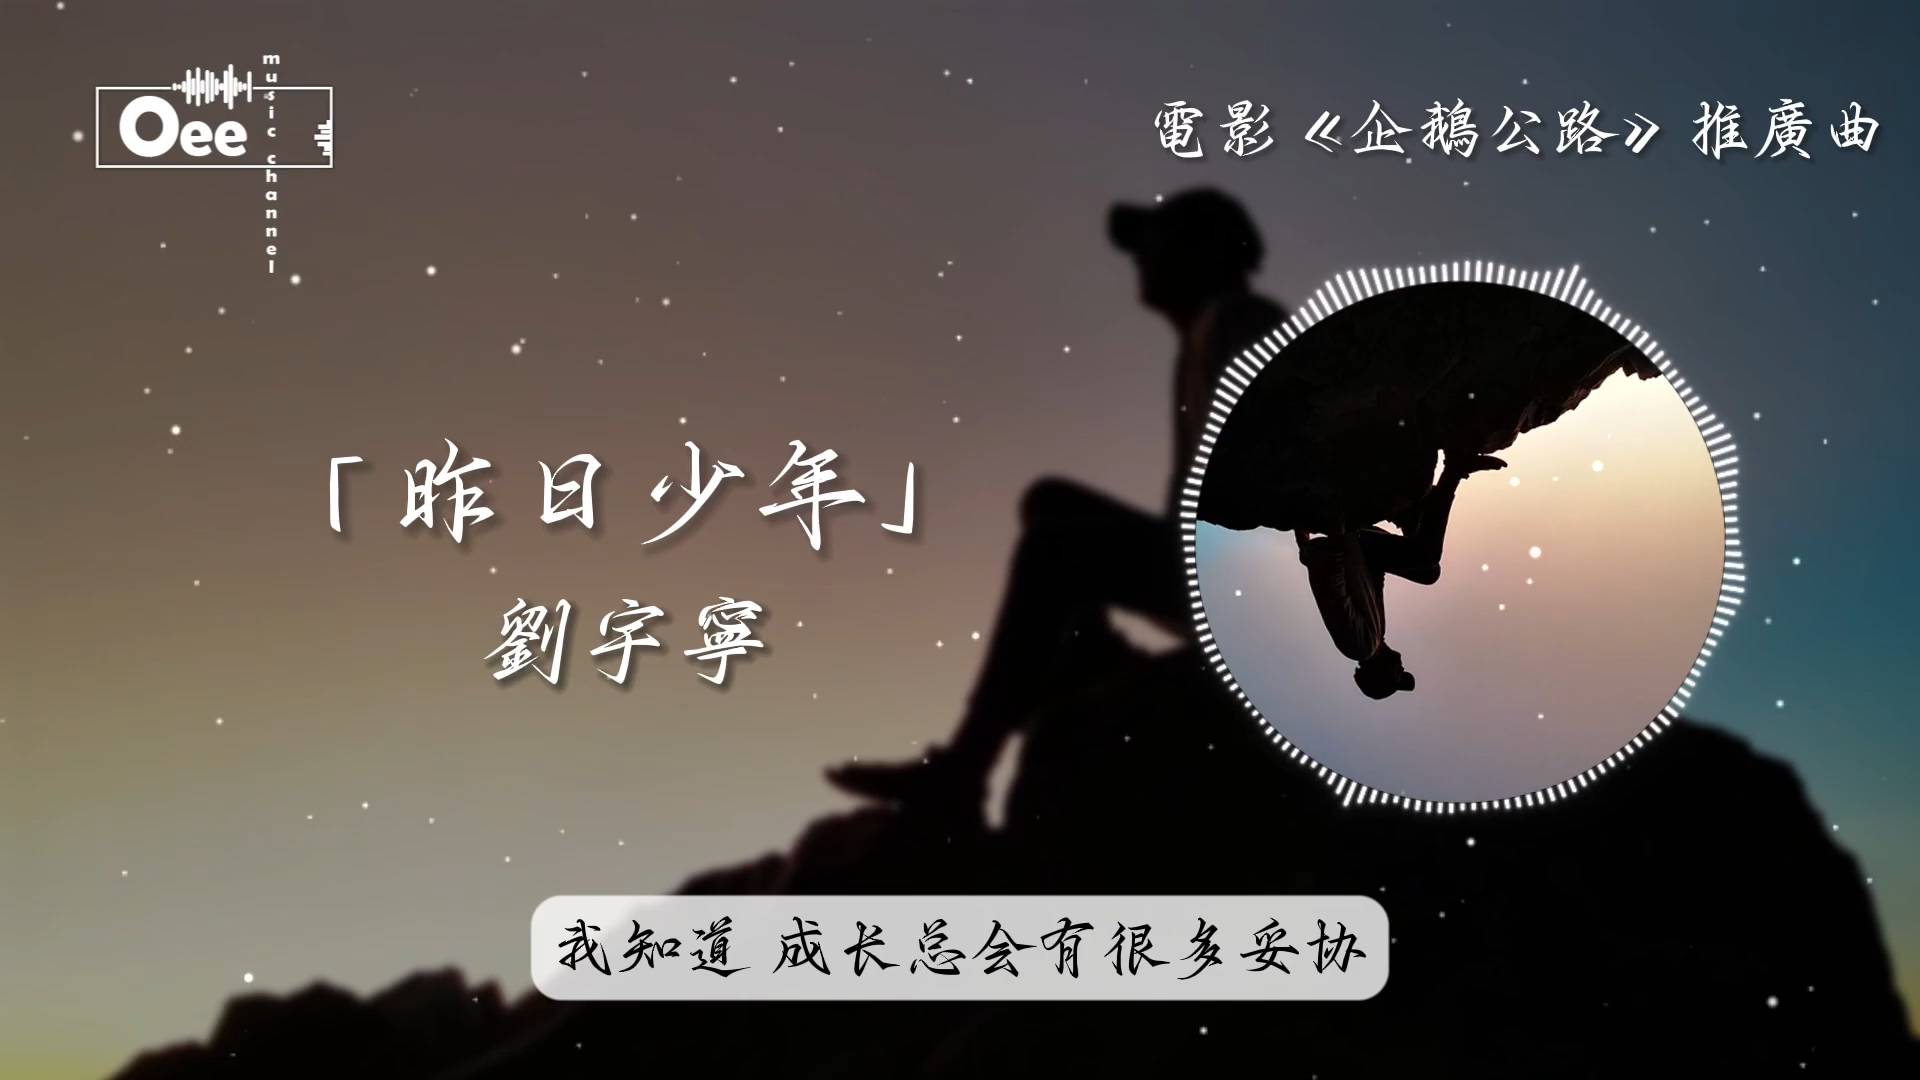 Oee
music channel
電影《企鵝公路》推廣曲
「昨日少年」
劉宇寧
我知道 成长总会有很多妥协